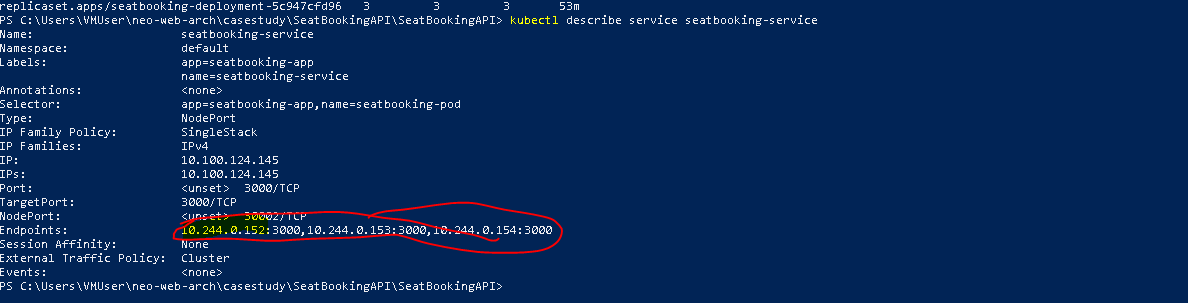 replicaset.apps/seatbooking-deployment-5c947cfd96   3         3         3       53m
PS C:\Users\VMUser\neo-web-arch\casestudy\SeatBookingAPI\SeatBookingAPI> kubectl describe service seatbooking-service
Name:                     seatbooking-service
Namespace:                default
Labels:                   app=seatbooking-app
                          name=seatbooking-service
Annotations:              <none>
Selector:                 app=seatbooking-app,name=seatbooking-pod
Type:                     NodePort
IP Family Policy:         SingleStack
IP Families:              IPv4
IP:                       10.100.124.145
IPs:                      10.100.124.145
Port:                     <unset>  3000/TCP
TargetPort:               3000/TCP
NodePort:                 <unset>  30002/TCP
Endpoints:                10.244.0.152:3000,10.244.0.153:3000,10.244.0.154:3000
Session Affinity:         None
External Traffic Policy:  Cluster
Events:                   <none>
PS C:\Users\VMUser\neo-web-arch\casestudy\SeatBookingAPI\SeatBookingAPI>